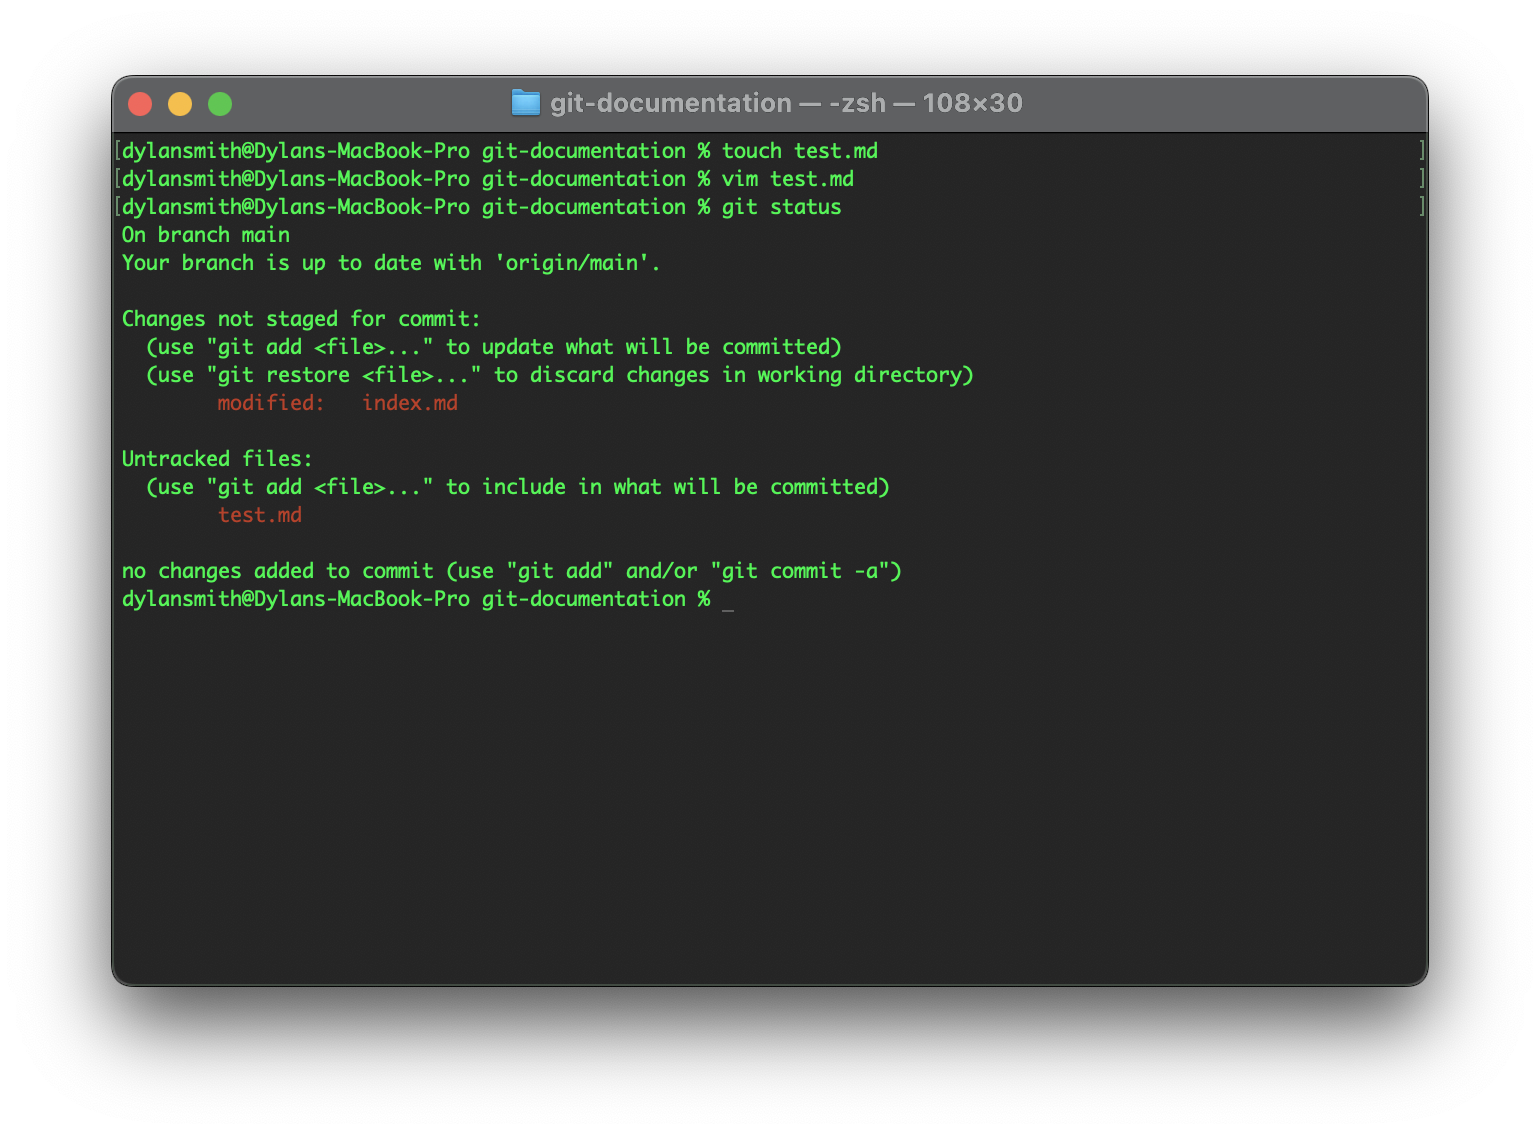 git-documentation — -zsh — 108×30
[dylansmith@Dylans-MacBook-Pro git-documentation % touch test.md ]
[dylansmith@Dylans-MacBook-Pro git-documentation % vim test.md ]
[dylansmith@Dylans-MacBook-Pro git-documentation % git status ]
On branch main
Your branch is up to date with 'origin/main'.
Changes not staged for commit:
  (use "git add <file>..." to update what will be committed)
  (use "git restore <file>..." to discard changes in working directory)
        modified:   index.md
Untracked files:
  (use "git add <file>..." to include in what will be committed)
        test.md
no changes added to commit (use "git add" and/or "git commit -a")
dylansmith@Dylans-MacBook-Pro git-documentation % _